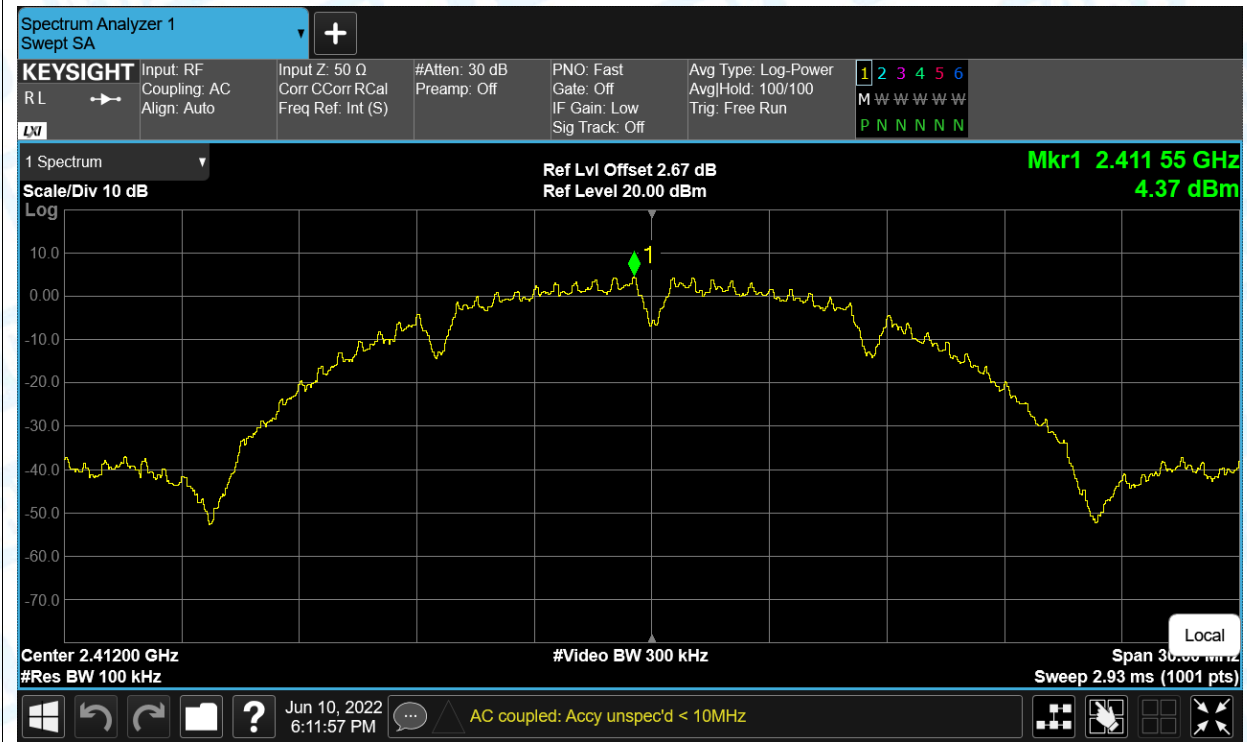 Spectrum Analyzer 1
Swept SA
KEYSIGHT
R L
LXI
Input: RF
Coupling: AC
Align: Auto
Input Z: 50 Ω
Corr CCorr RCal
Freq Ref: Int (S)
#Atten: 30 dB
Preamp: Off
PNO: Fast
Gate: Off
IF Gain: Low
Sig Track: Off
Avg Type: Log-Power
Avg|Hold: 100/100
Trig: Free Run
1 2 3 4 5 6
M W W W W W
P N N N N N
1 Spectrum
Scale/Div 10 dB
Ref Lvl Offset 2.67 dB
Ref Level 20.00 dBm
Mkr1 2.411 55 GHz
4.37 dBm
Log
1
10.0
0.00
-10.0
-20.0
-30.0
-40.0
-50.0
-60.0
-70.0
Local
Center 2.41200 GHz
#Video BW 300 kHz
Span 30.00 MHz
#Res BW 100 kHz
Sweep 2.93 ms (1001 pts)
?
Jun 10, 2022
6:11:57 PM
AC coupled: Accy unspec'd < 10MHz